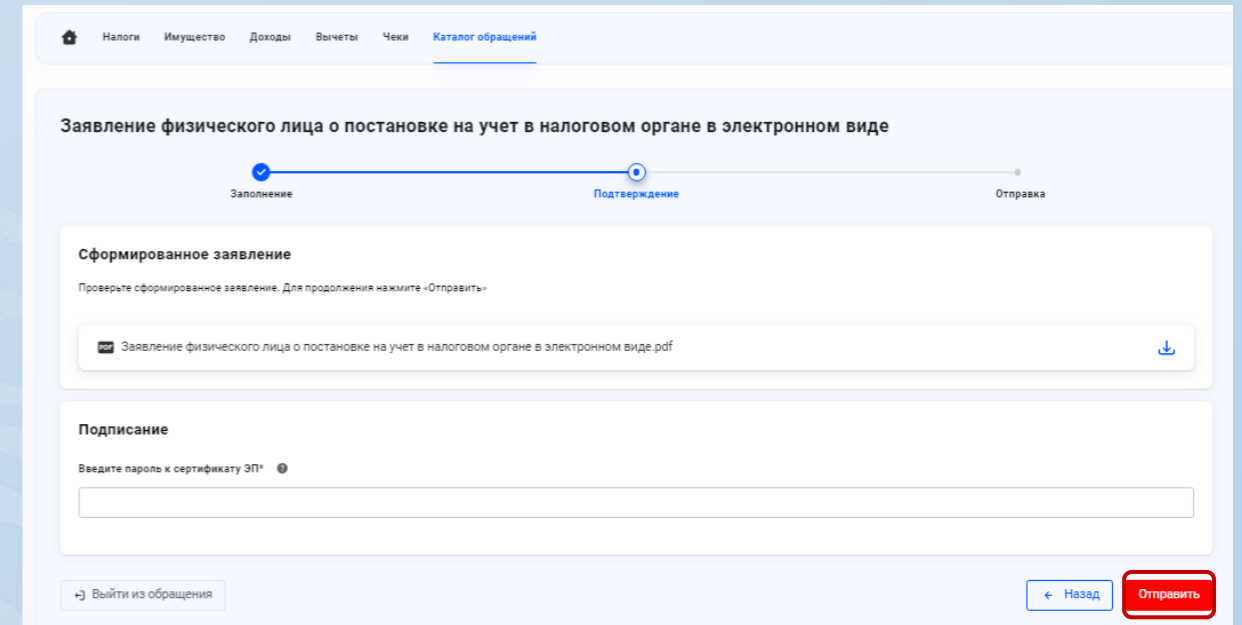 Налоги Имущество Доходы Вычеты Чеки Каталог обращений
Заявление физического лица о постановке на учет в налоговом органе в электронном виде
Заполнение Подтверждение Отправка
Сформированное заявление
Проверьте сформированное заявление. Для продолжения нажмите «Отправить»
PDF Заявление физического лица о постановке на учет в налоговом органе в электронном виде.pdf
Подписание
Введите пароль к сертификату ЭП* ?
Выйти из обращения Назад Отправить